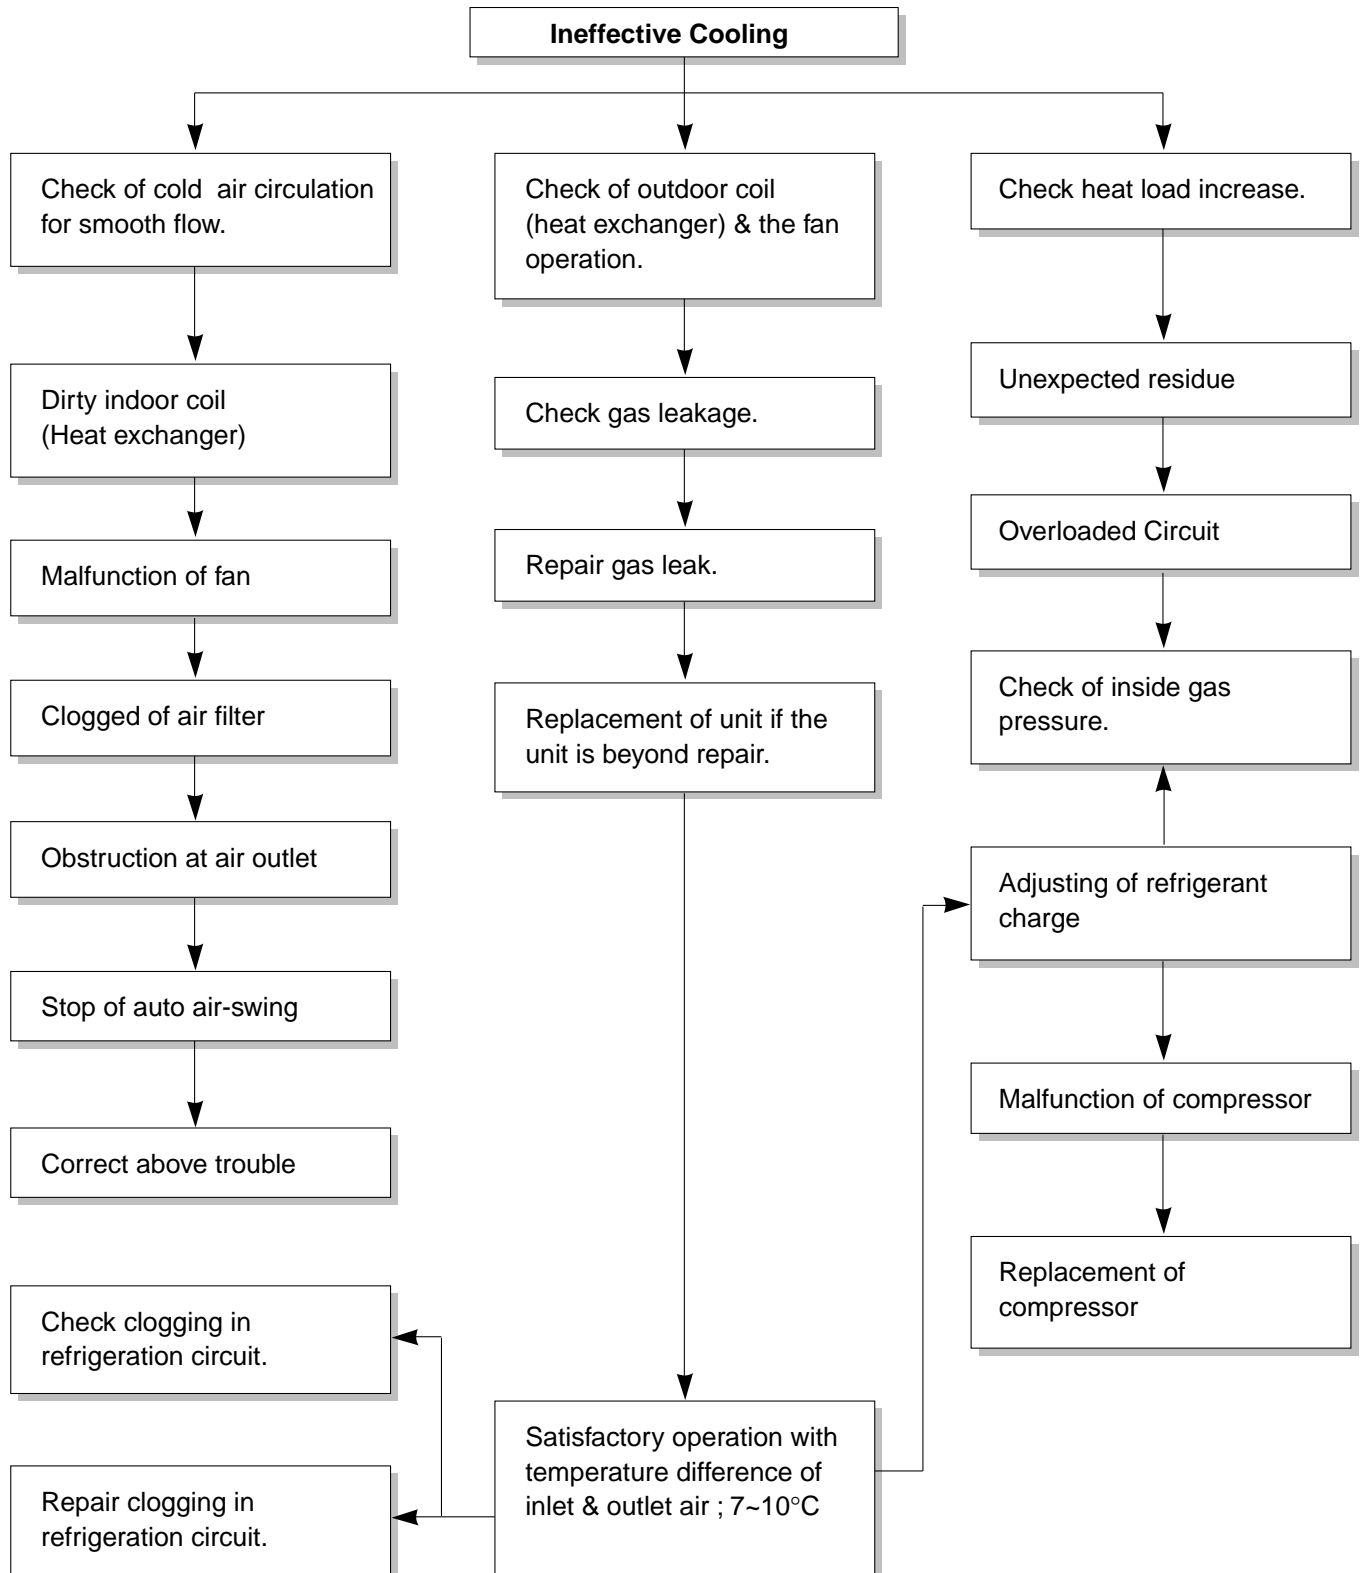 Ineffective Cooling
Check of cold air circulation
for smooth flow.
Dirty indoor coil
(Heat exchanger)
Malfunction of fan
Clogged of air filter
Obstruction at air outlet
Stop of auto air-swing
Correct above trouble
Check clogging in
refrigeration circuit.
Repair clogging in
refrigeration circuit.
Check of outdoor coil
(heat exchanger) & the fan
operation.
Check gas leakage.
Repair gas leak.
Replacement of unit if the
unit is beyond repair.
Satisfactory operation with
temperature difference of
inlet & outlet air ; 7~10°C
Check heat load increase.
Unexpected residue
Overloaded Circuit
Check of inside gas
pressure.
Adjusting of refrigerant
charge
Malfunction of compressor
Replacement of
compressor